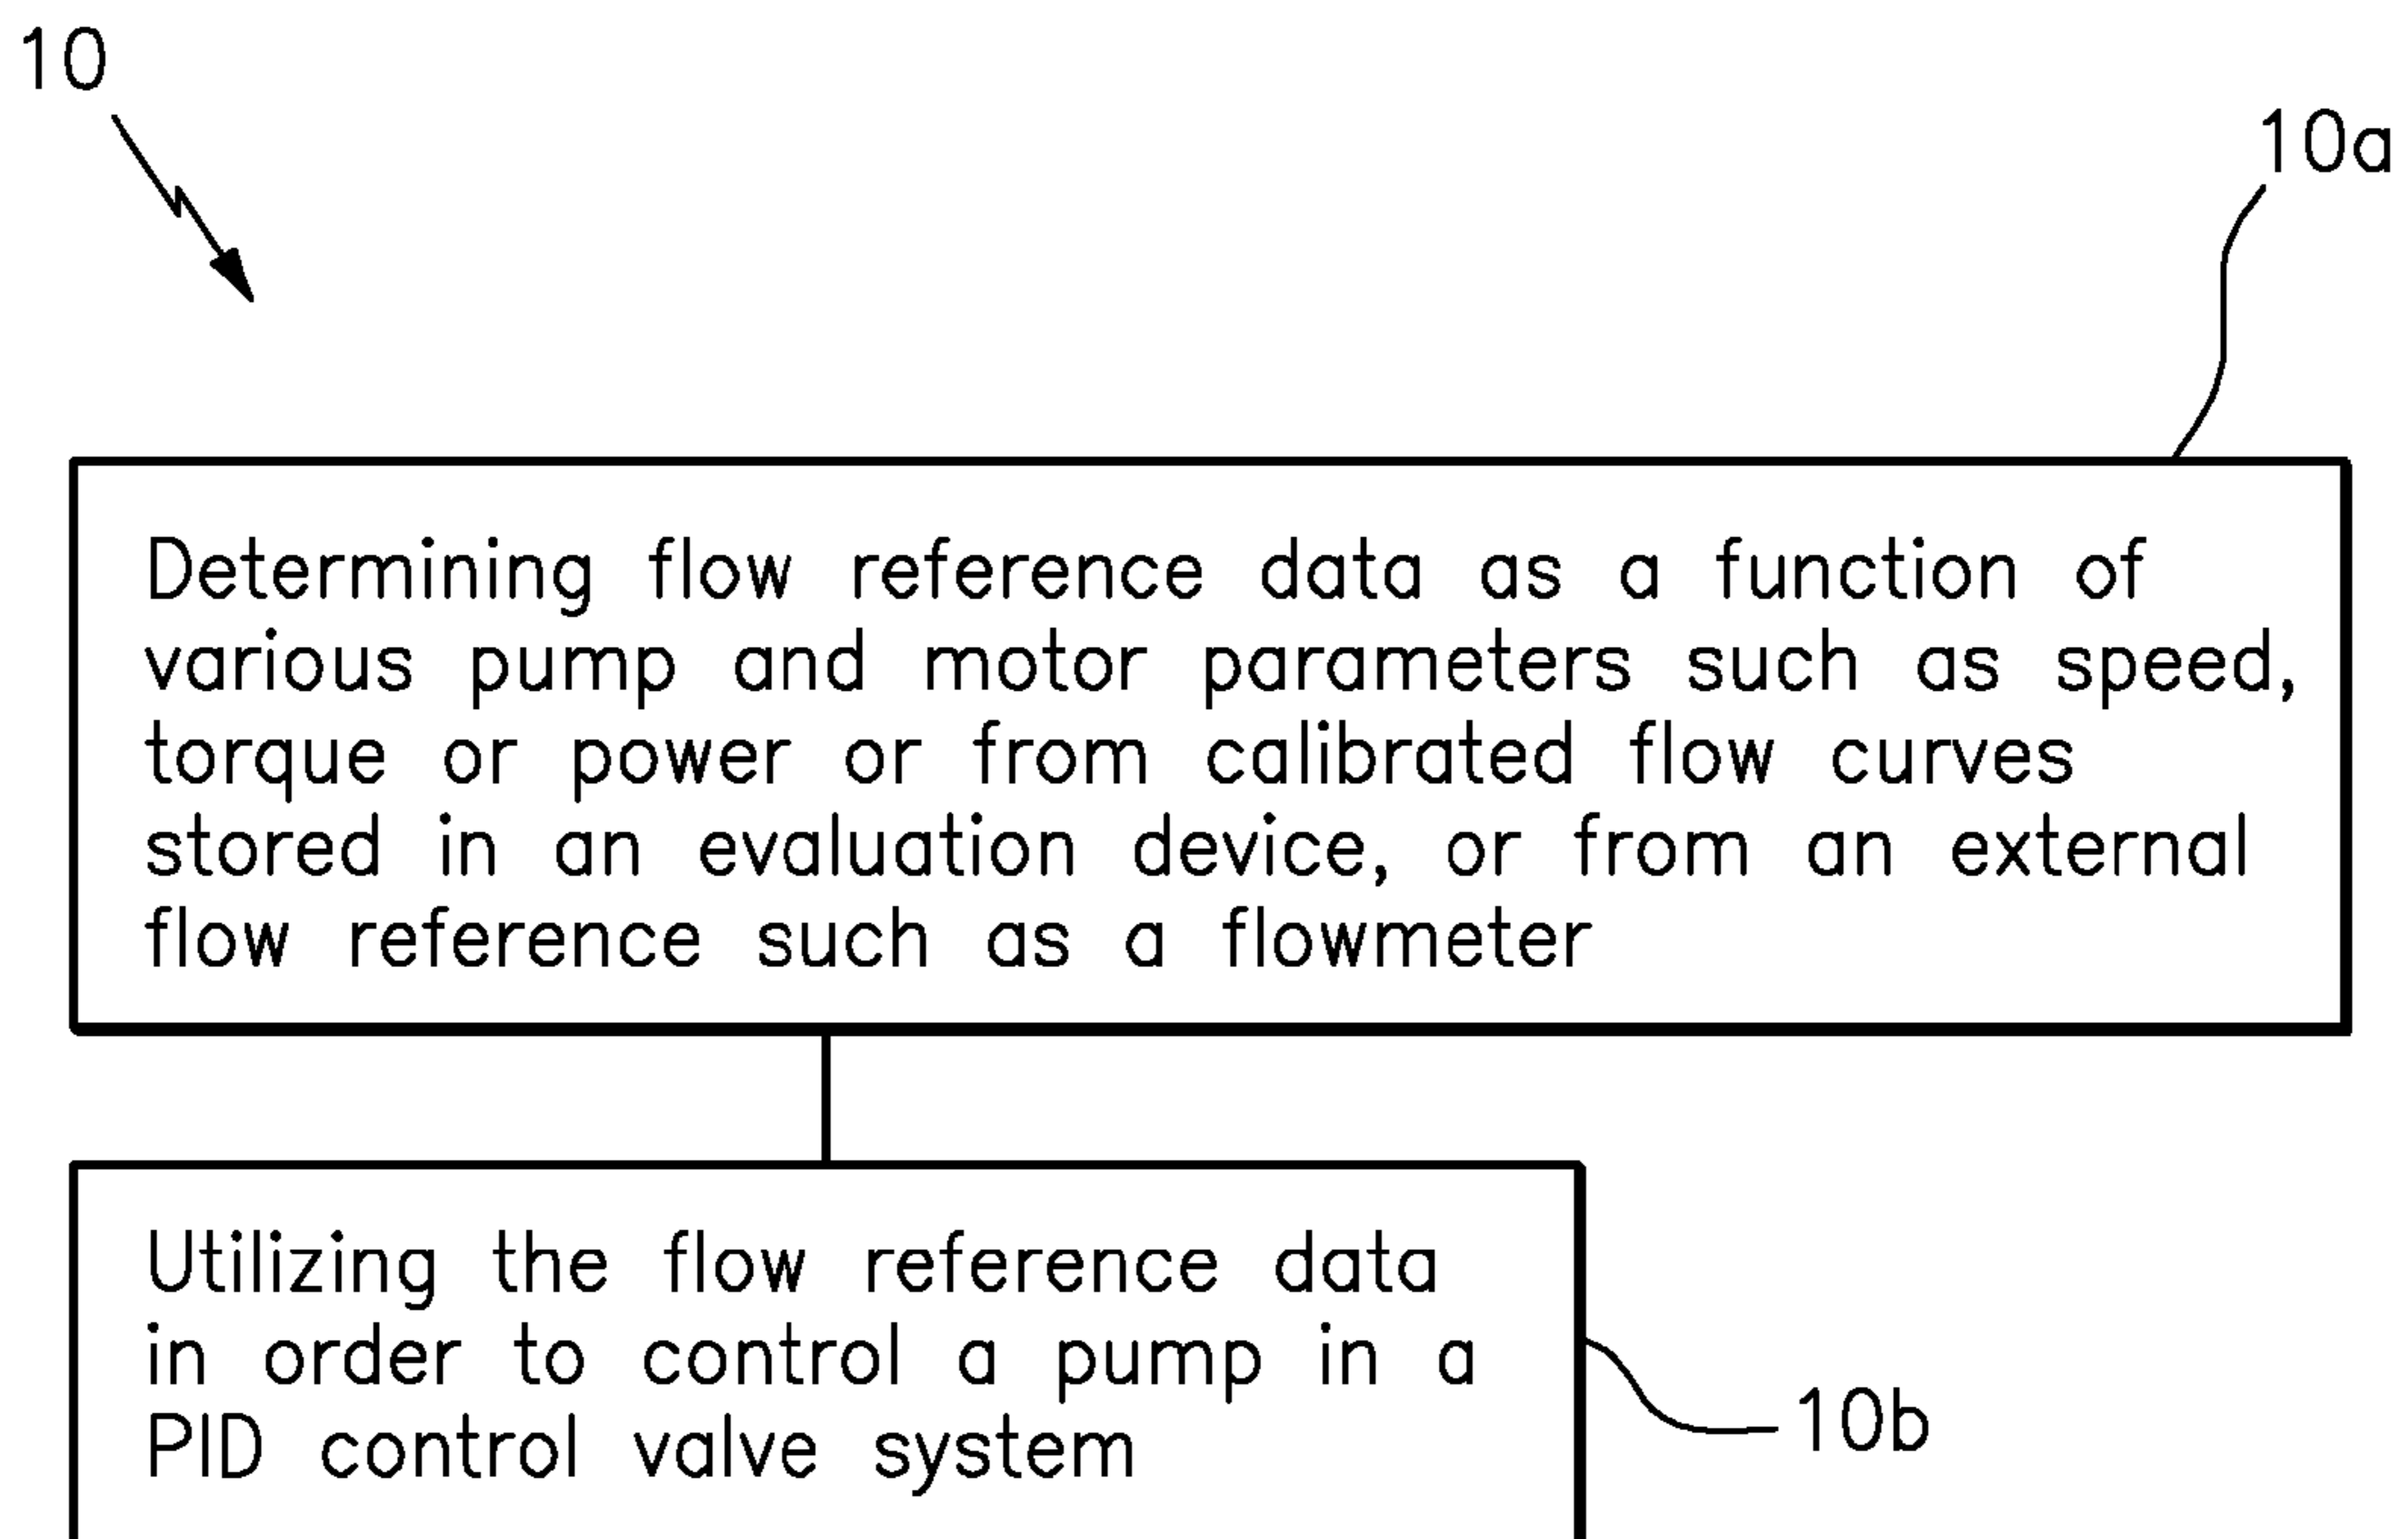 10
10a
Determining flow reference data as a function of
various pump and motor parameters such as speed,
torque or power or from calibrated flow curves
stored in an evaluation device, or from an external
flow reference such as a flowmeter
Utilizing the flow reference data
in order to control a pump in a
PID control valve system
10b